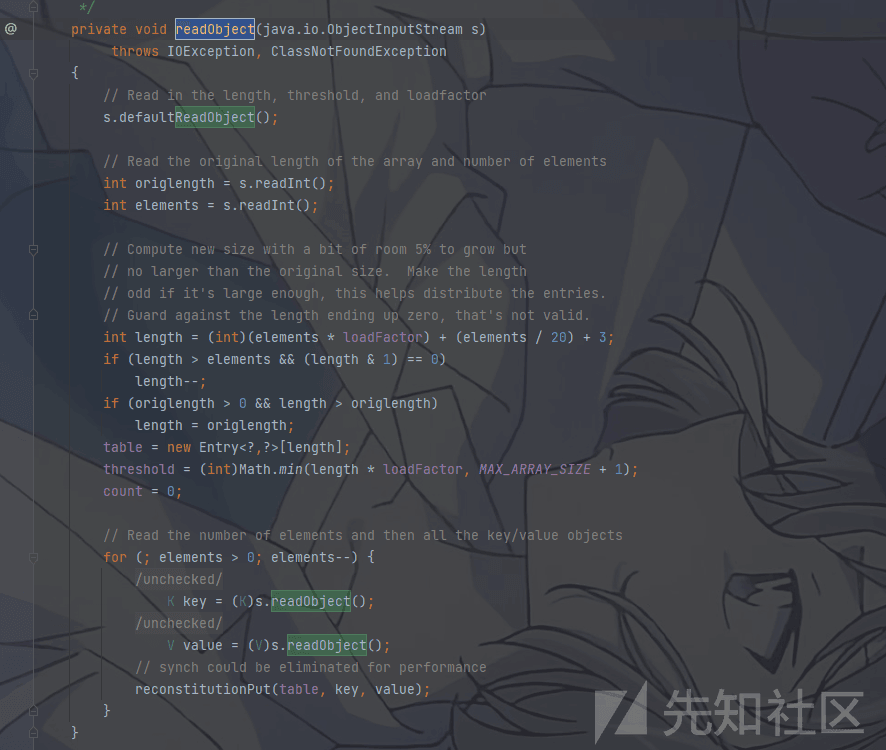 */
@ private void readObject(java.io.ObjectInputStream s)
throws IOException, ClassNotFoundException
{
// Read in the length, threshold, and loadfactor
s.defaultReadObject();
// Read the original length of the array and number of elements
int origlength = s.readInt();
int elements = s.readInt();
// Compute new size with a bit of room 5% to grow but
// no larger than the original size.  Make the length
// odd if it's large enough, this helps distribute the entries.
// Guard against the length ending up zero, that's not valid.
int length = (int)(elements * loadFactor) + (elements / 20) + 3;
if (length > elements && (length & 1) == 0)
length--;
if (origlength > 0 && length > origlength)
length = origlength;
table = new Entry<?,?>[length];
threshold = (int)Math.min(length * loadFactor, MAX_ARRAY_SIZE + 1);
count = 0;
// Read the number of elements and then all the key/value objects
for (; elements > 0; elements--) {
/unchecked/
K key = (K)s.readObject();
/unchecked/
V value = (V)s.readObject();
// synch could be eliminated for performance
reconstitutionPut(table, key, value);
}
}
先知社区